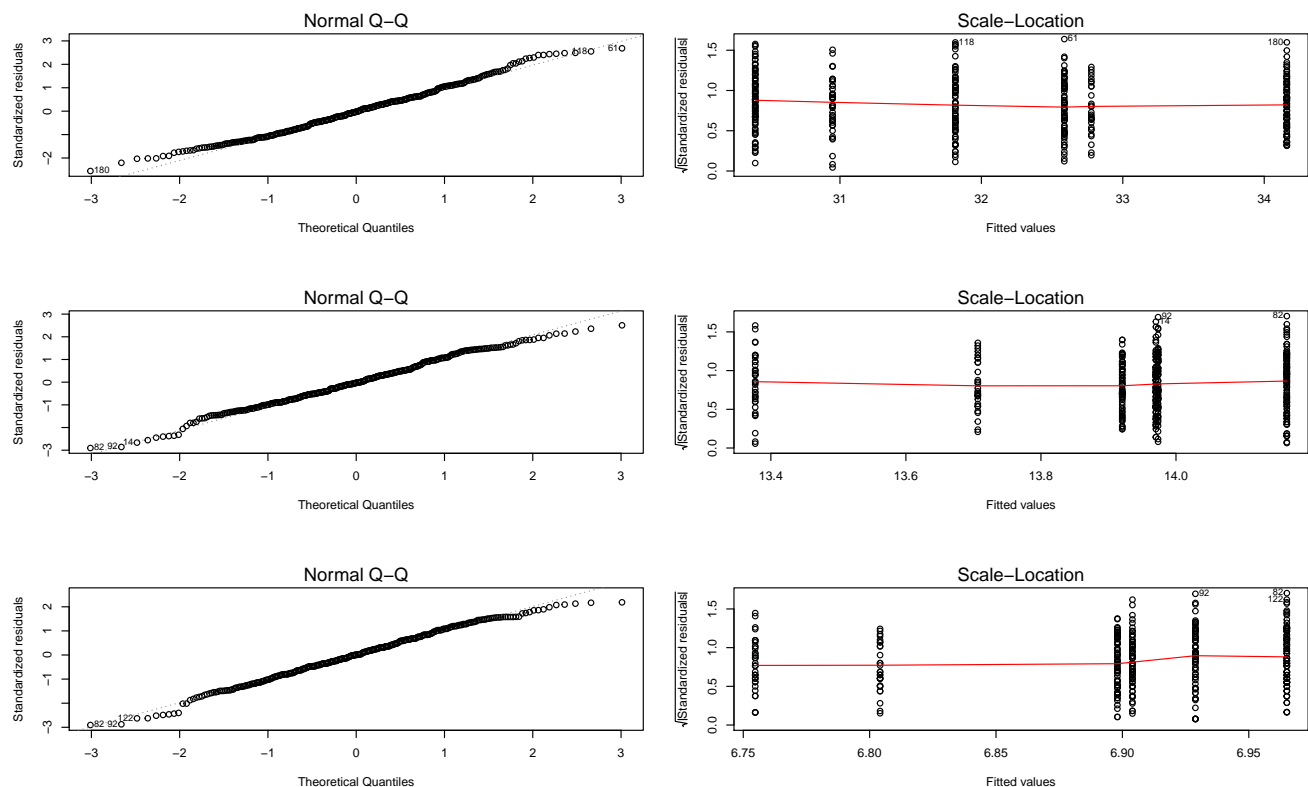 Normal Q−Q
Standardized residuals
3
2
1
0
−2
180
118
61
−3 −2 −1 0 1 2 3
Theoretical Quantiles
Scale−Location
√|Standardized residuals|
1.5
1.0
0.5
0.0
118
61
180
31 32 33 34
Fitted values
Normal Q−Q
Standardized residuals
3
2
1
0
−1
−3
82 92 14
−3 −2 −1 0 1 2 3
Theoretical Quantiles
Scale−Location
√|Standardized residuals|
1.5
1.0
0.5
0.0
92
14
82
13.4 13.6 13.8 14.0
Fitted values
Normal Q−Q
Standardized residuals
2
1
0
−1
−3
82 92 122
−3 −2 −1 0 1 2 3
Theoretical Quantiles
Scale−Location
√|Standardized residuals|
1.5
1.0
0.5
0.0
92
82
122
6.75 6.80 6.85 6.90 6.95
Fitted values